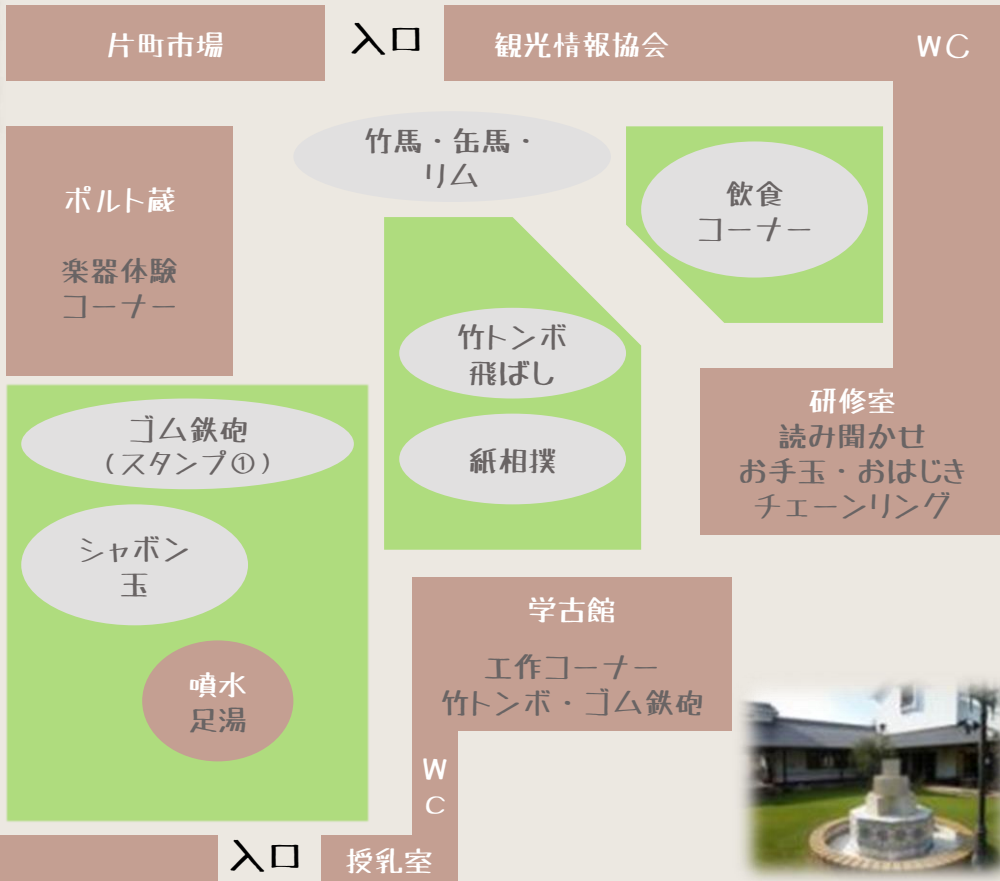 片町市場
入口
観光情報協会
WC
竹馬・缶馬・
リム
飲食
コーナー
ポルト蔵
楽器体験
コーナー
竹トンボ
飛ばし
紙相撲
ゴム鉄砲
（スタンプ①）
シャボン
玉
噴水
足湯
研修室
読み聞かせ
お手玉・おはじき
チェーンリング
学古館
工作コーナー
竹トンボ・ゴム鉄砲
W
C
入口
授乳室